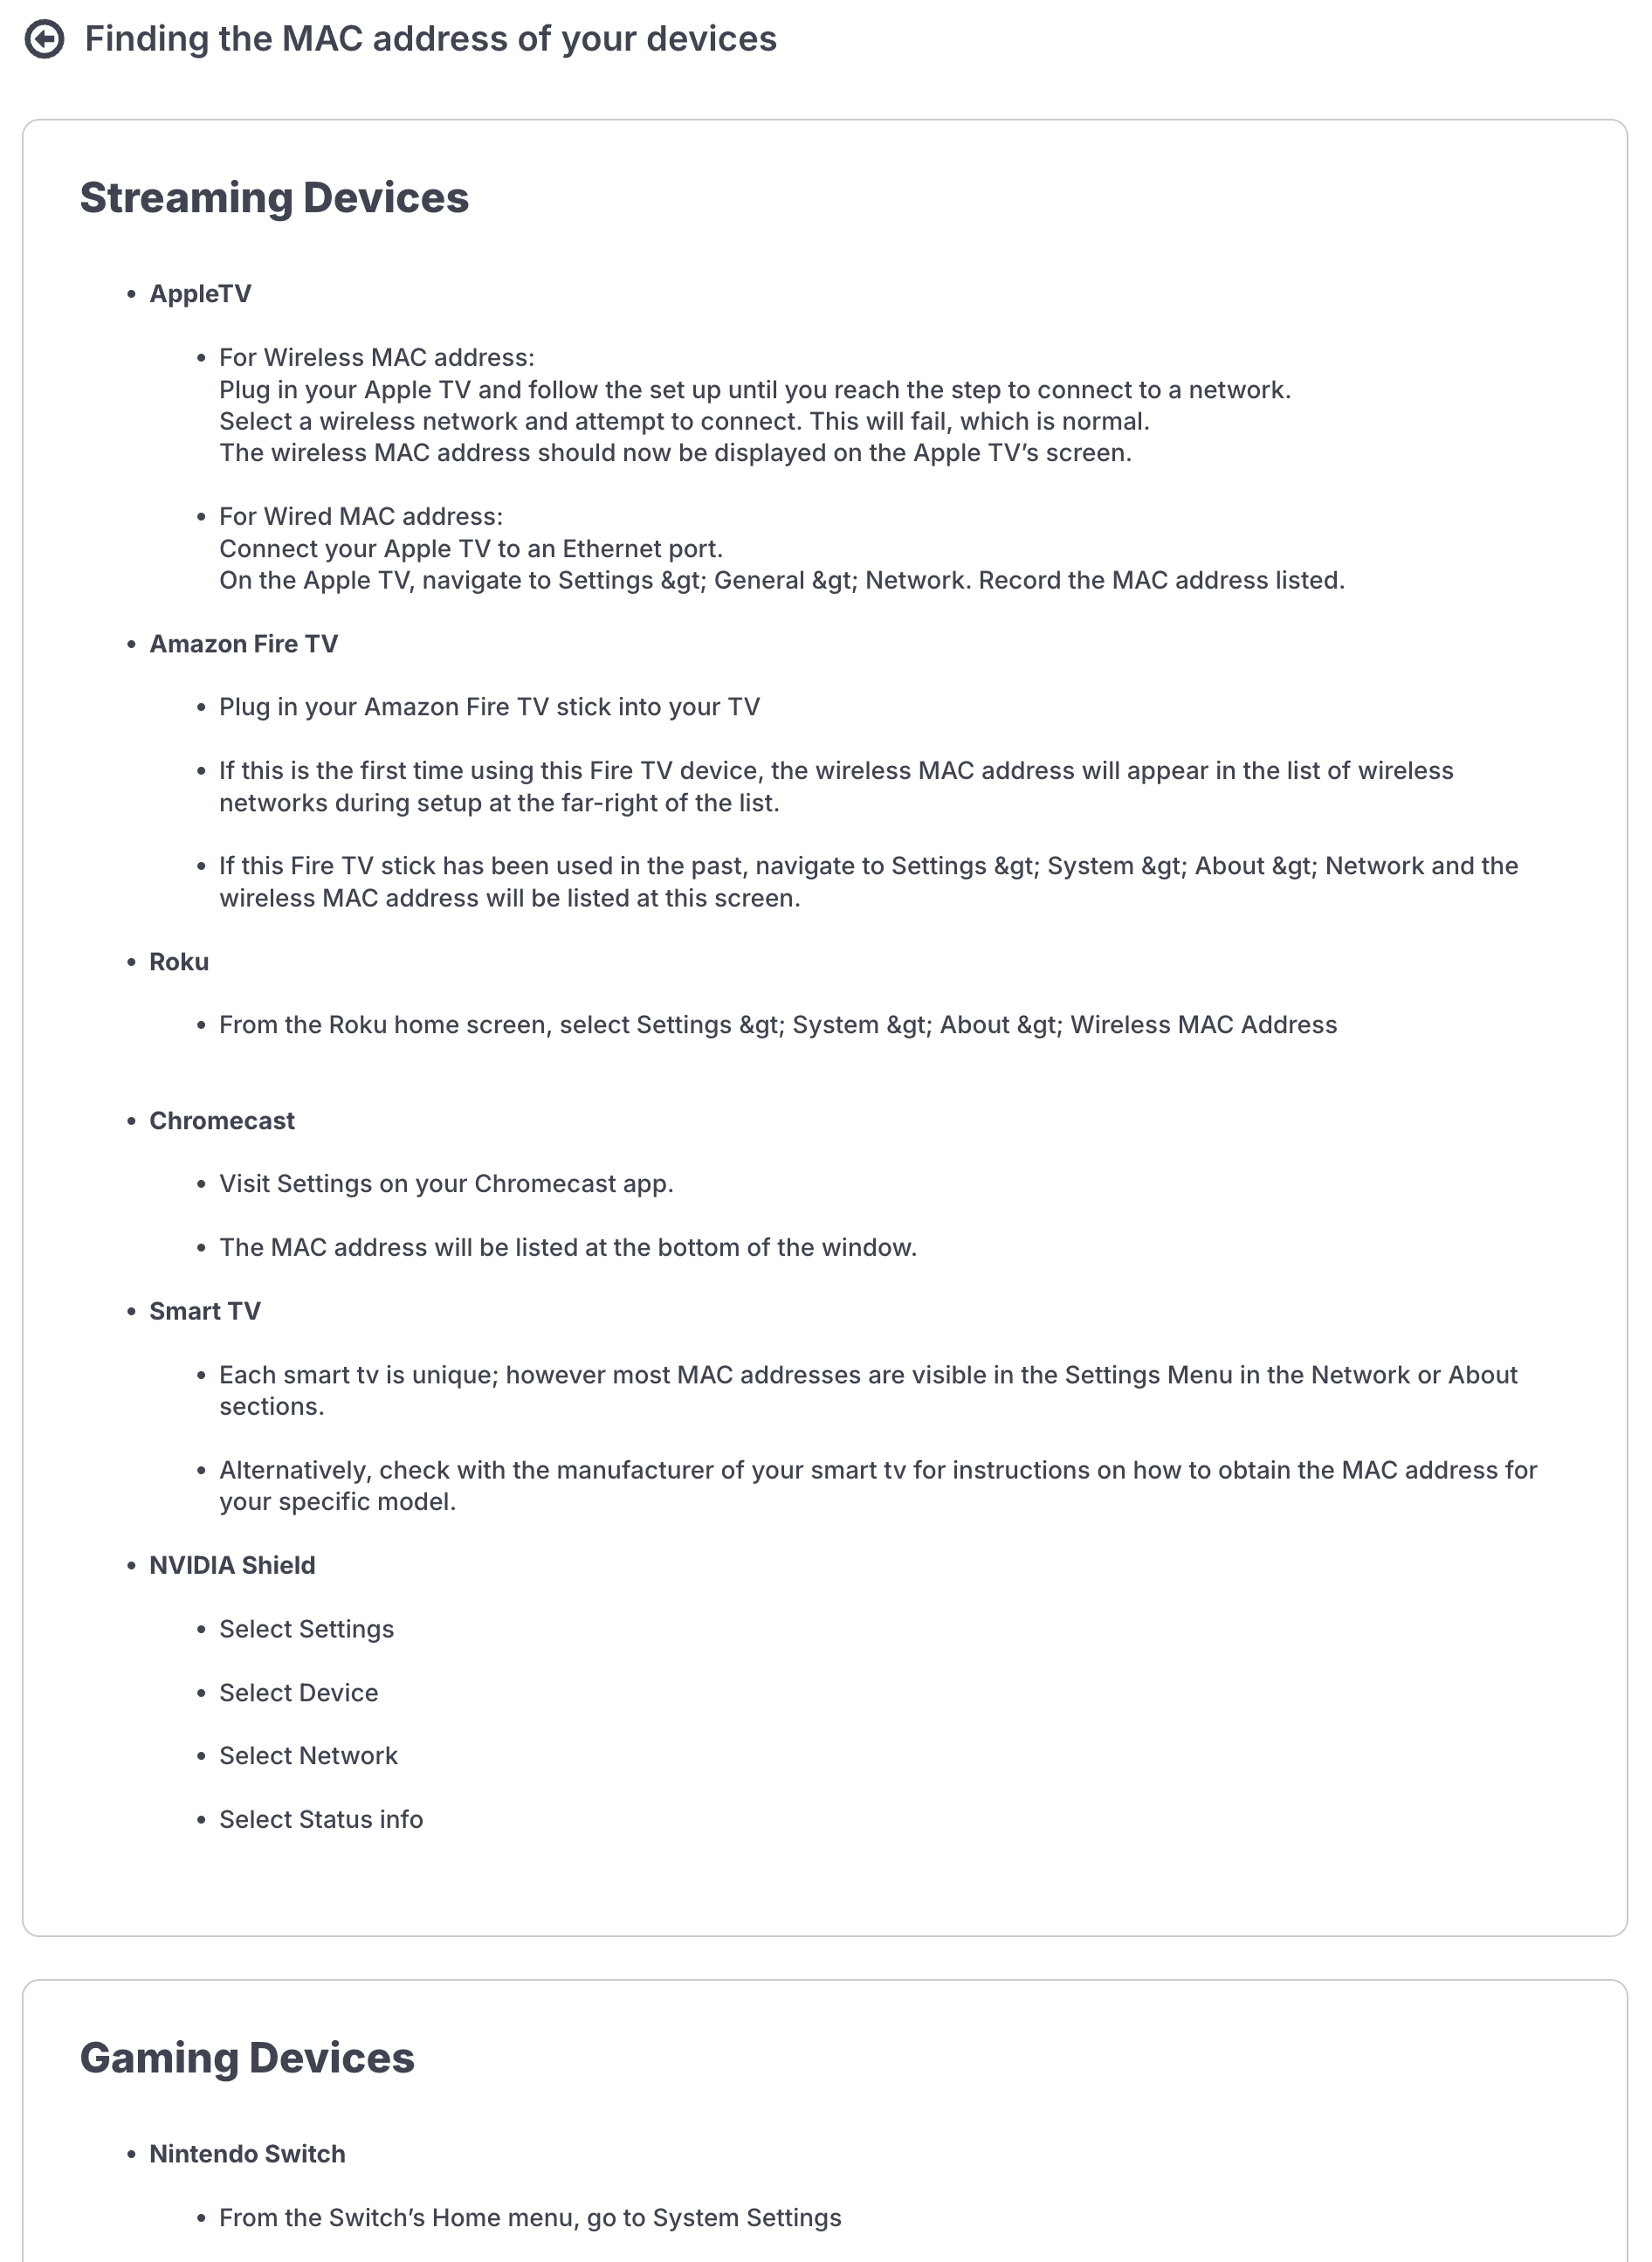 Finding the MAC address of your devices
Streaming Devices
• AppleTV
• For Wireless MAC address:
Plug in your Apple TV and follow the set up until you reach the step to connect to a network.
Select a wireless network and attempt to connect. This will fail, which is normal.
The wireless MAC address should now be displayed on the Apple TV’s screen.
• For Wired MAC address:
Connect your Apple TV to an Ethernet port.
On the Apple TV, navigate to Settings &gt; General &gt; Network. Record the MAC address listed.
• Amazon Fire TV
• Plug in your Amazon Fire TV stick into your TV
• If this is the first time using this Fire TV device, the wireless MAC address will appear in the list of wireless
networks during setup at the far-right of the list.
• If this Fire TV stick has been used in the past, navigate to Settings &gt; System &gt; About &gt; Network and the
wireless MAC address will be listed at this screen.
• Roku
• From the Roku home screen, select Settings &gt; System &gt; About &gt; Wireless MAC Address
• Chromecast
• Visit Settings on your Chromecast app.
• The MAC address will be listed at the bottom of the window.
• Smart TV
• Each smart tv is unique; however most MAC addresses are visible in the Settings Menu in the Network or About
sections.
• Alternatively, check with the manufacturer of your smart tv for instructions on how to obtain the MAC address for
your specific model.
• NVIDIA Shield
• Select Settings
• Select Device
• Select Network
• Select Status info
Gaming Devices
• Nintendo Switch
• From the Switch’s Home menu, go to System Settings